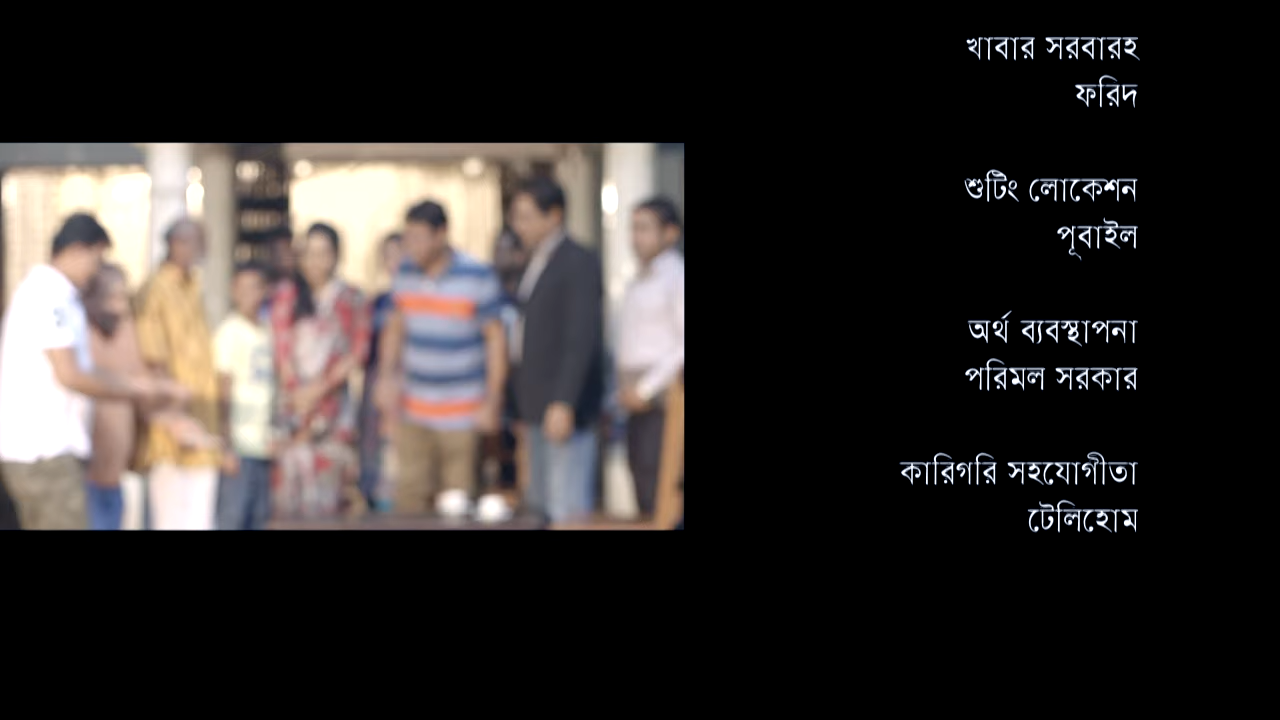 খাবার সরবারহ
ফরিদ
শুটিং লোকেশন
পূবাইল
অর্থ ব্যবস্থাপনা
পরিমল সরকার
কারিগরি সহযোগীতা
টেলিহোম